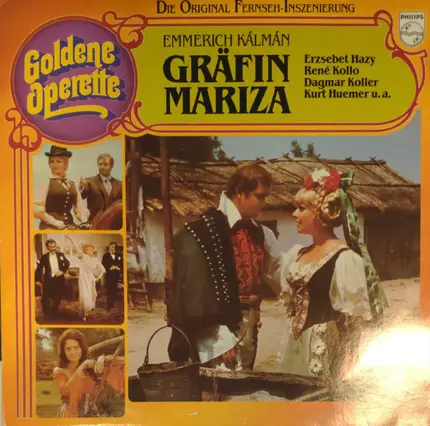 DIE ORIGINAL FERNSEH-INSZENIERUNG
PHILIPS
Goldene
Operette
EMMERICH KÁLMÁN
GRÄFIN
MARIZA
Erzsebet Hazy
René Kollo
Dagmar Koller
Kurt Huemer u. a.